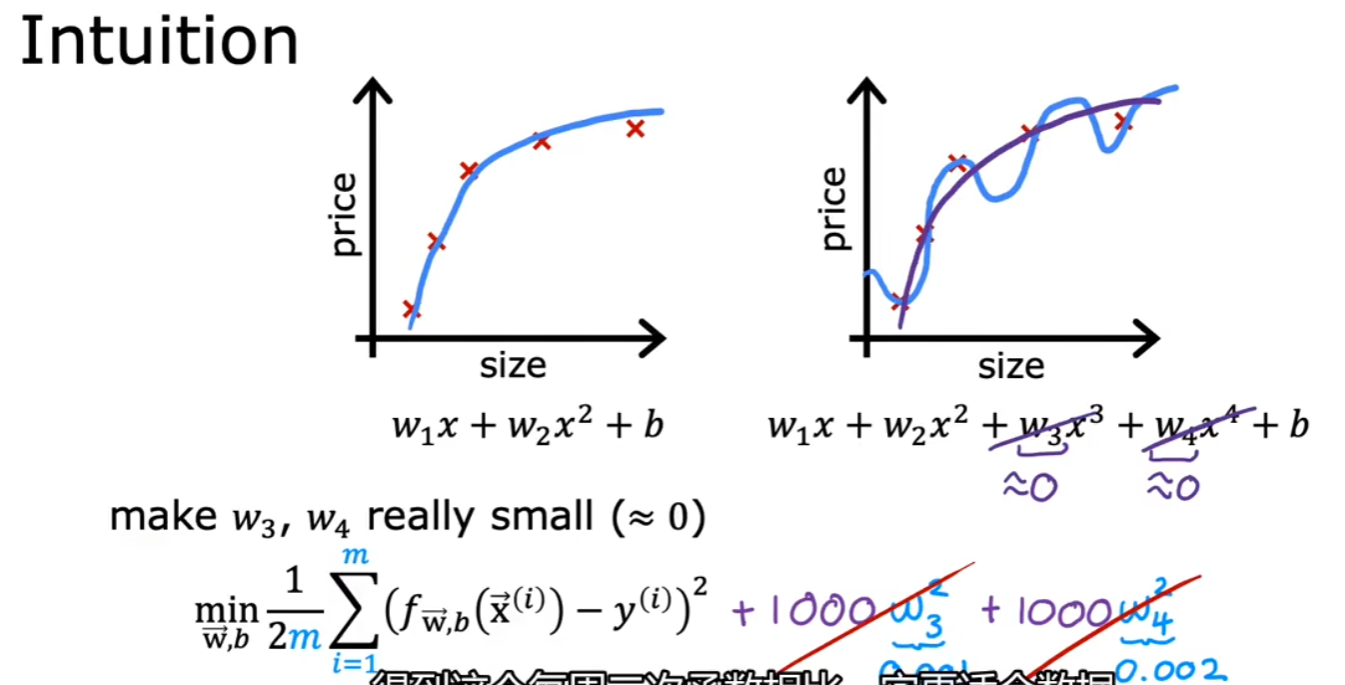 Intuition
price
size
price
size
w₁x + w₂x² + b
w₁x + w₂x² + w₃x³ + w₄x⁴ + b
≈0
≈0
make w₃, w₄ really small (≈ 0)
min w⃗,b 1/2m ∑ i=1 m (f w⃗,b(x⃗⁽ⁱ⁾) − y⁽ⁱ⁾)² + 1000 w₃² + 1000 w₄²
0.002